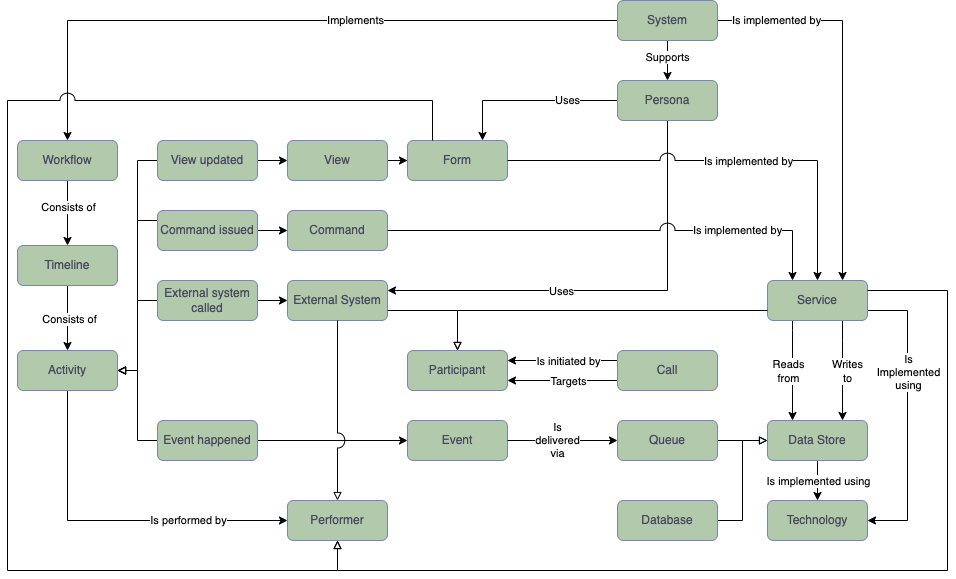 Implements
System
Is implemented by
Supports
Uses
Persona
Workflow
View updated
View
Form
Is implemented by
Consists of
Command issued
Command
Is implemented by
Timeline
External system
called
External System
Uses
Service
Consists of
Activity
Participant
Is initiated by
Targets
Call
Reads
from
Writes
to
Is
Implemented
using
Event happened
Event
Is
delivered
via
Queue
Data Store
Is implemented using
Is performed by
Performer
Database
Technology